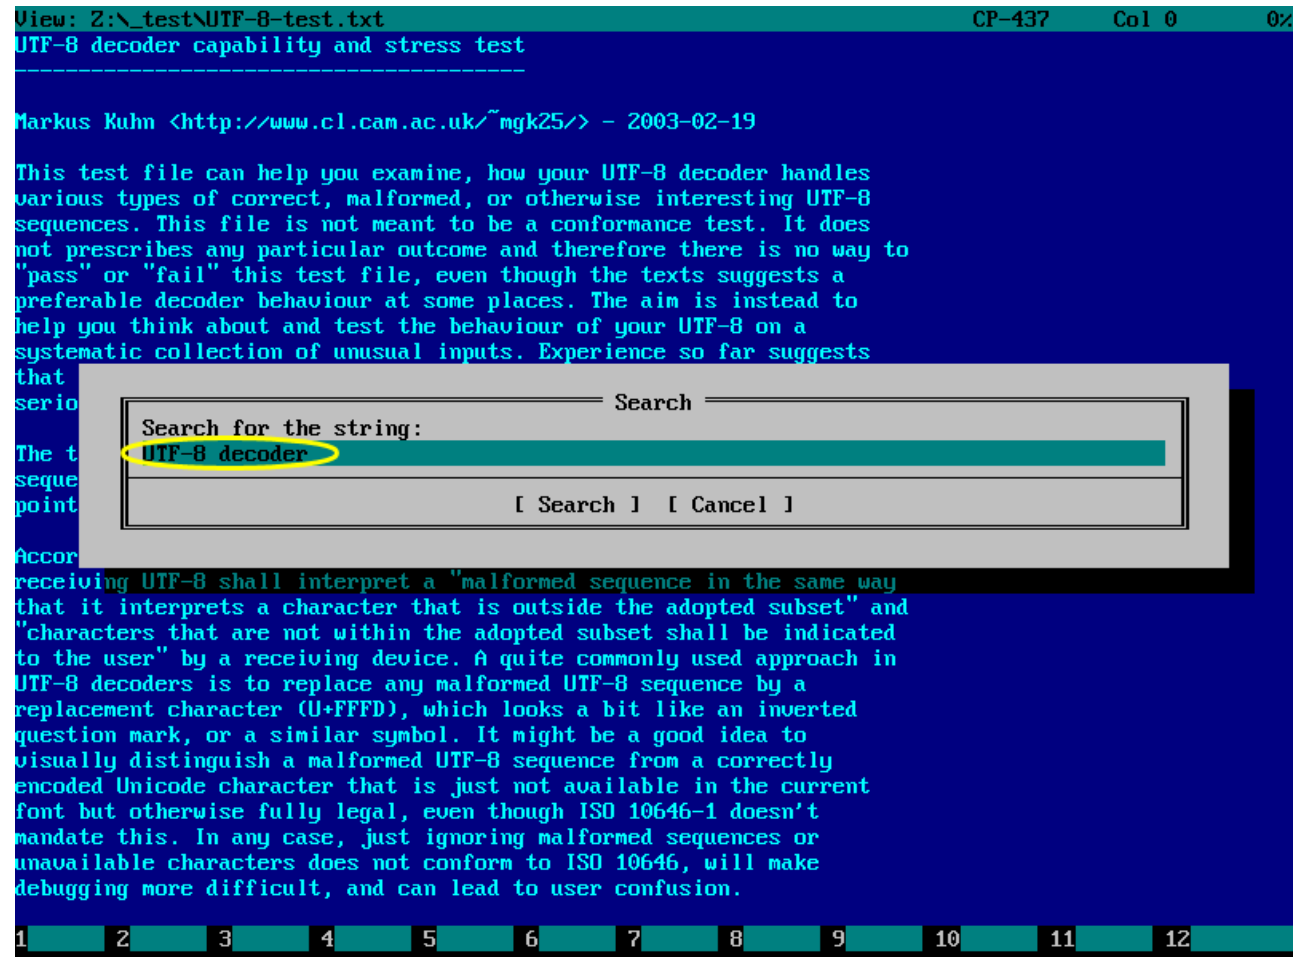 View: Z:\_test\UTF-8-test.txt CP-437 Col 0 0%
UTF-8 decoder capability and stress test
----------------------------------------
Markus Kuhn <http://www.cl.cam.ac.uk/~mgk25/> - 2003-02-19
This test file can help you examine, how your UTF-8 decoder handles
various types of correct, malformed, or otherwise interesting UTF-8
sequences. This file is not meant to be a conformance test. It does
not prescribes any particular outcome and therefore there is no way to
"pass" or "fail" this test file, even though the texts suggests a
preferable decoder behaviour at some places. The aim is instead to
help you think about and test the behaviour of your UTF-8 on a
systematic collection of unusual inputs. Experience so far suggests
that
serio
Search
Search for the string:
The t
UTF-8 decoder
seque
point
[ Search ] [ Cancel ]
Accor
receiving UTF-8 shall interpret a "malformed sequence in the same way
that it interprets a character that is outside the adopted subset" and
"characters that are not within the adopted subset shall be indicated
to the user" by a receiving device. A quite commonly used approach in
UTF-8 decoders is to replace any malformed UTF-8 sequence by a
replacement character (U+FFFD), which looks a bit like an inverted
question mark, or a similar symbol. It might be a good idea to
visually distinguish a malformed UTF-8 sequence from a correctly
encoded Unicode character that is just not available in the current
font but otherwise fully legal, even though ISO 10646-1 doesn't
mandate this. In any case, just ignoring malformed sequences or
unavailable characters does not conform to ISO 10646, will make
debugging more difficult, and can lead to user confusion.
1 2 3 4 5 6 7 8 9 10 11 12